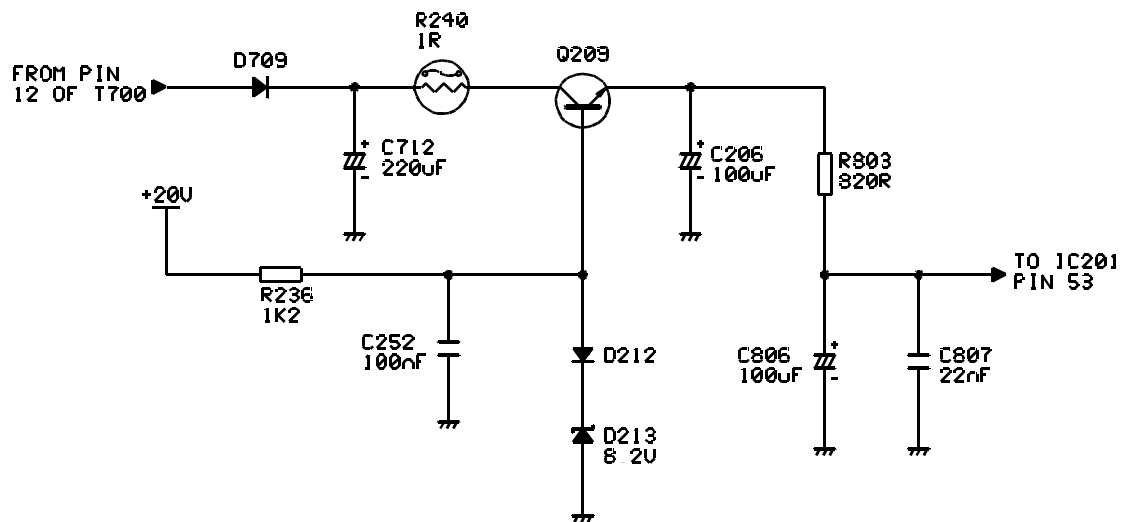 R240
1R
D709
Q209
FROM PIN
12 OF T700
+
C712
220uF
-
+
C206
100uF
-
R803
820R
+20V
TO IC201
PIN 53
R236
1K2
C252
100nF
D212
C806
100uF
+
-
C807
22nF
D213
8.2V